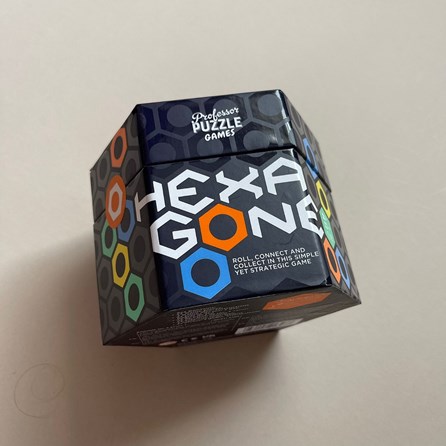 Professor
PUZZLE
GAMES
HEXA
GONE
ROLL, CONNECT AND
COLLECT IN THIS SIMPLE
YET STRATEGIC GAME